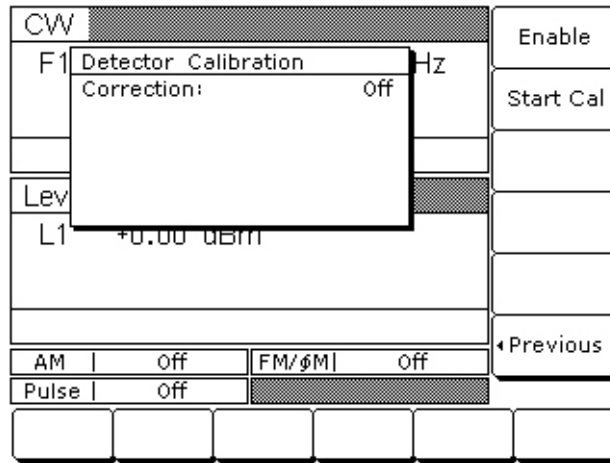 CW
F1 Hz
Detector Calibration
Correction: Off
Lev
L1 +0.00 dBm
AM | Off FM/ϕM| Off
Pulse | Off
Enable
Start Cal
Previous